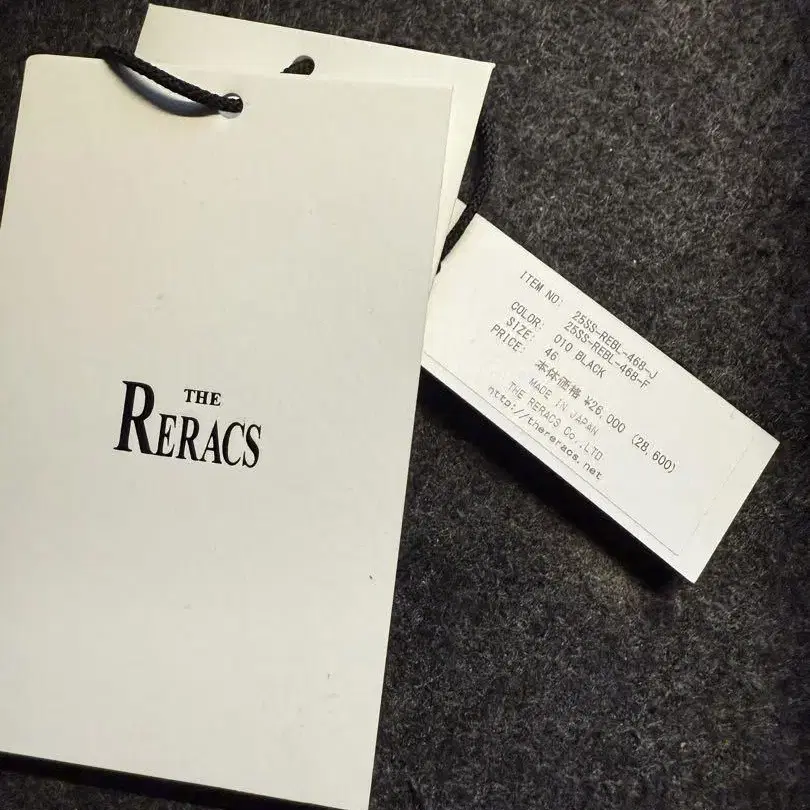 THE
RERACS
ITEM NO: 25SS-REBL-468-J
25SS-REBL-468-F
COLOR: 010 BLACK
SIZE: 46
PRICE: 本体価格 ¥26,000 (28,600)
MADE IN JAPAN
THE RERACS Co.,LTD
http://thereracs.net